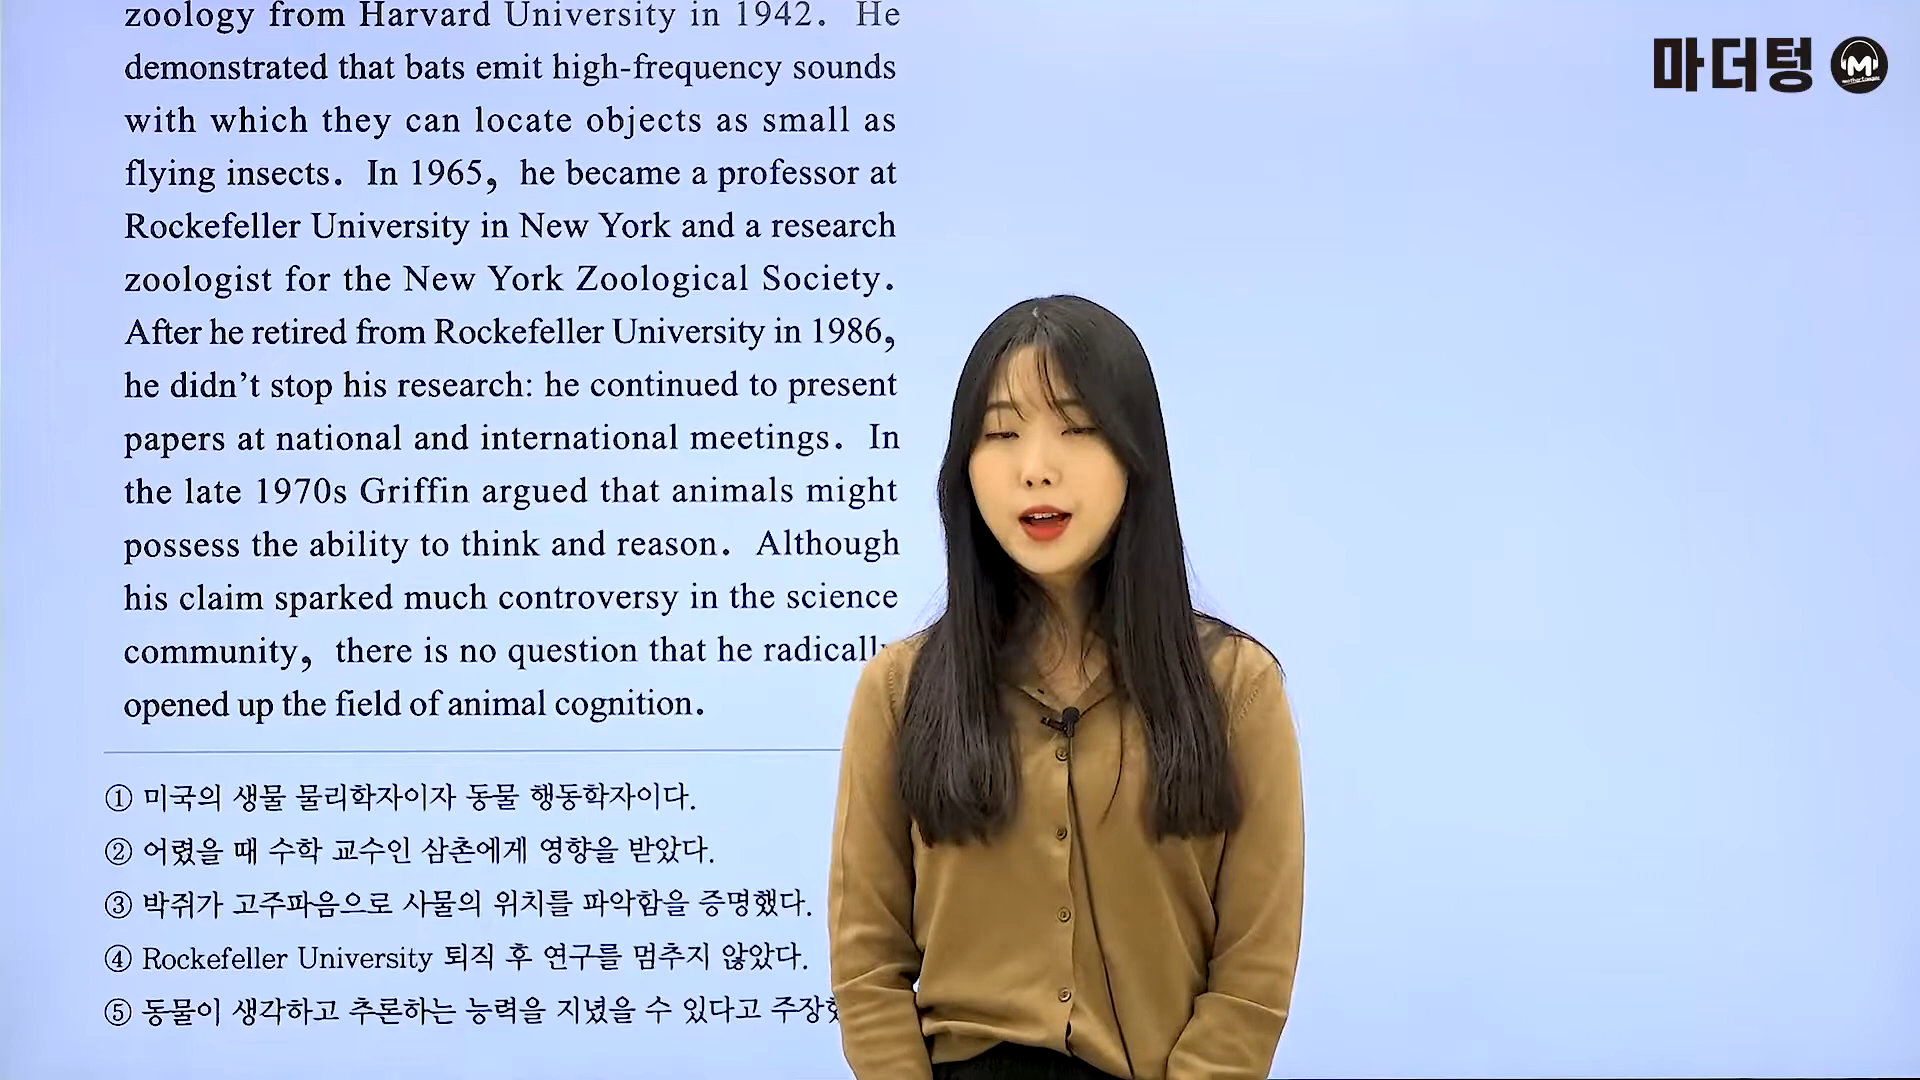 zoology from Harvard University in 1942. He
demonstrated that bats emit high-frequency sounds
with which they can locate objects as small as
flying insects. In 1965, he became a professor at
Rockefeller University in New York and a research
zoologist for the New York Zoological Society.
After he retired from Rockefeller University in 1986,
he didn't stop his research: he continued to present
papers at national and international meetings. In
the late 1970s Griffin argued that animals might
possess the ability to think and reason. Although
his claim sparked much controversy in the science
community, there is no question that he radically
opened up the field of animal cognition.
① 미국의 생물 물리학자이자 동물 행동학자이다.
② 어렸을 때 수학 교수인 삼촌에게 영향을 받았다.
③ 박쥐가 고주파음으로 사물의 위치를 파악함을 증명했다.
④ Rockefeller University 퇴직 후 연구를 멈추지 않았다.
⑤ 동물이 생각하고 추론하는 능력을 지녔을 수 있다고
마더텅
M